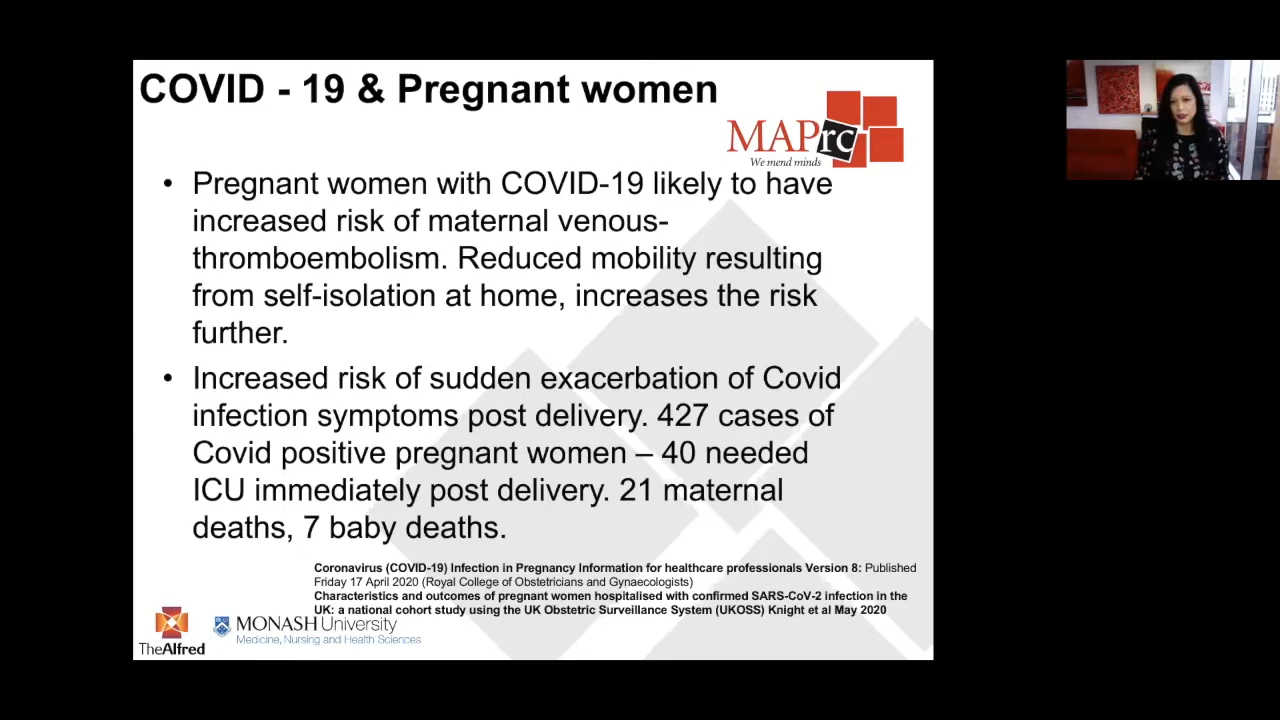 COVID - 19 & Pregnant women
MAPrc
We mend minds
• Pregnant women with COVID-19 likely to have
increased risk of maternal venous-
thromboembolism. Reduced mobility resulting
from self-isolation at home, increases the risk
further.
• Increased risk of sudden exacerbation of Covid
infection symptoms post delivery. 427 cases of
Covid positive pregnant women – 40 needed
ICU immediately post delivery. 21 maternal
deaths, 7 baby deaths.
Coronavirus (COVID-19) Infection in Pregnancy Information for healthcare professionals Version 8: Published
Friday 17 April 2020 (Royal College of Obstetricians and Gynaecologists)
Characteristics and outcomes of pregnant women hospitalised with confirmed SARS-CoV-2 infection in the
UK: a national cohort study using the UK Obstetric Surveillance System (UKOSS) Knight et al May 2020
TheAlfred
MONASH University
Medicine, Nursing and Health Sciences